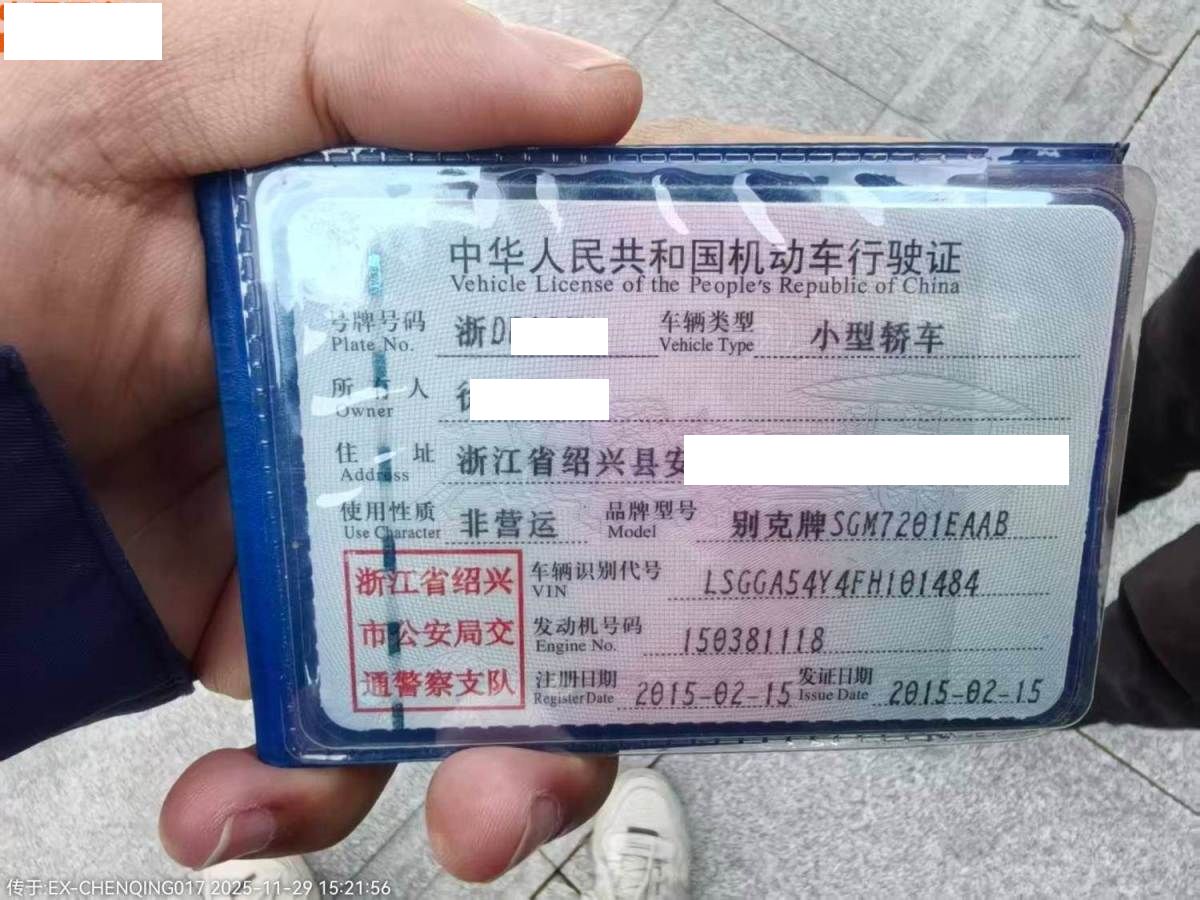 中华人民共和国机动车行驶证
Vehicle License of the People's Republic of China
号牌号码 浙D 车辆类型 小型轿车
Plate No. Vehicle Type
所有人
Owner
住址 浙江省绍兴县安
Address
使用性质 非营运 品牌型号 别克牌SGM7201EAAB
Use Character Model
浙江省绍兴
市公安局交
通警察支队
车辆识别代号 LSGGA54Y4FH101484
VIN
发动机号码 150381118
Engine No.
注册日期 2015-02-15 发证日期 2015-02-15
Register Date Issue Date
传于:EX-CHENQING017 2025-11-29 15:21:56